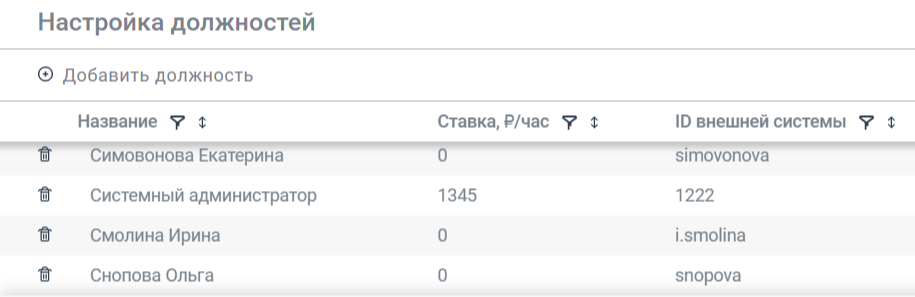 Настройка должностей
Добавить должность
Название Ставка, ₽/час ID внешней системы
Симовонова Екатерина 0 simovonova
Системный администратор 1345 1222
Смолина Ирина 0 i.smolina
Снопова Ольга 0 snopova